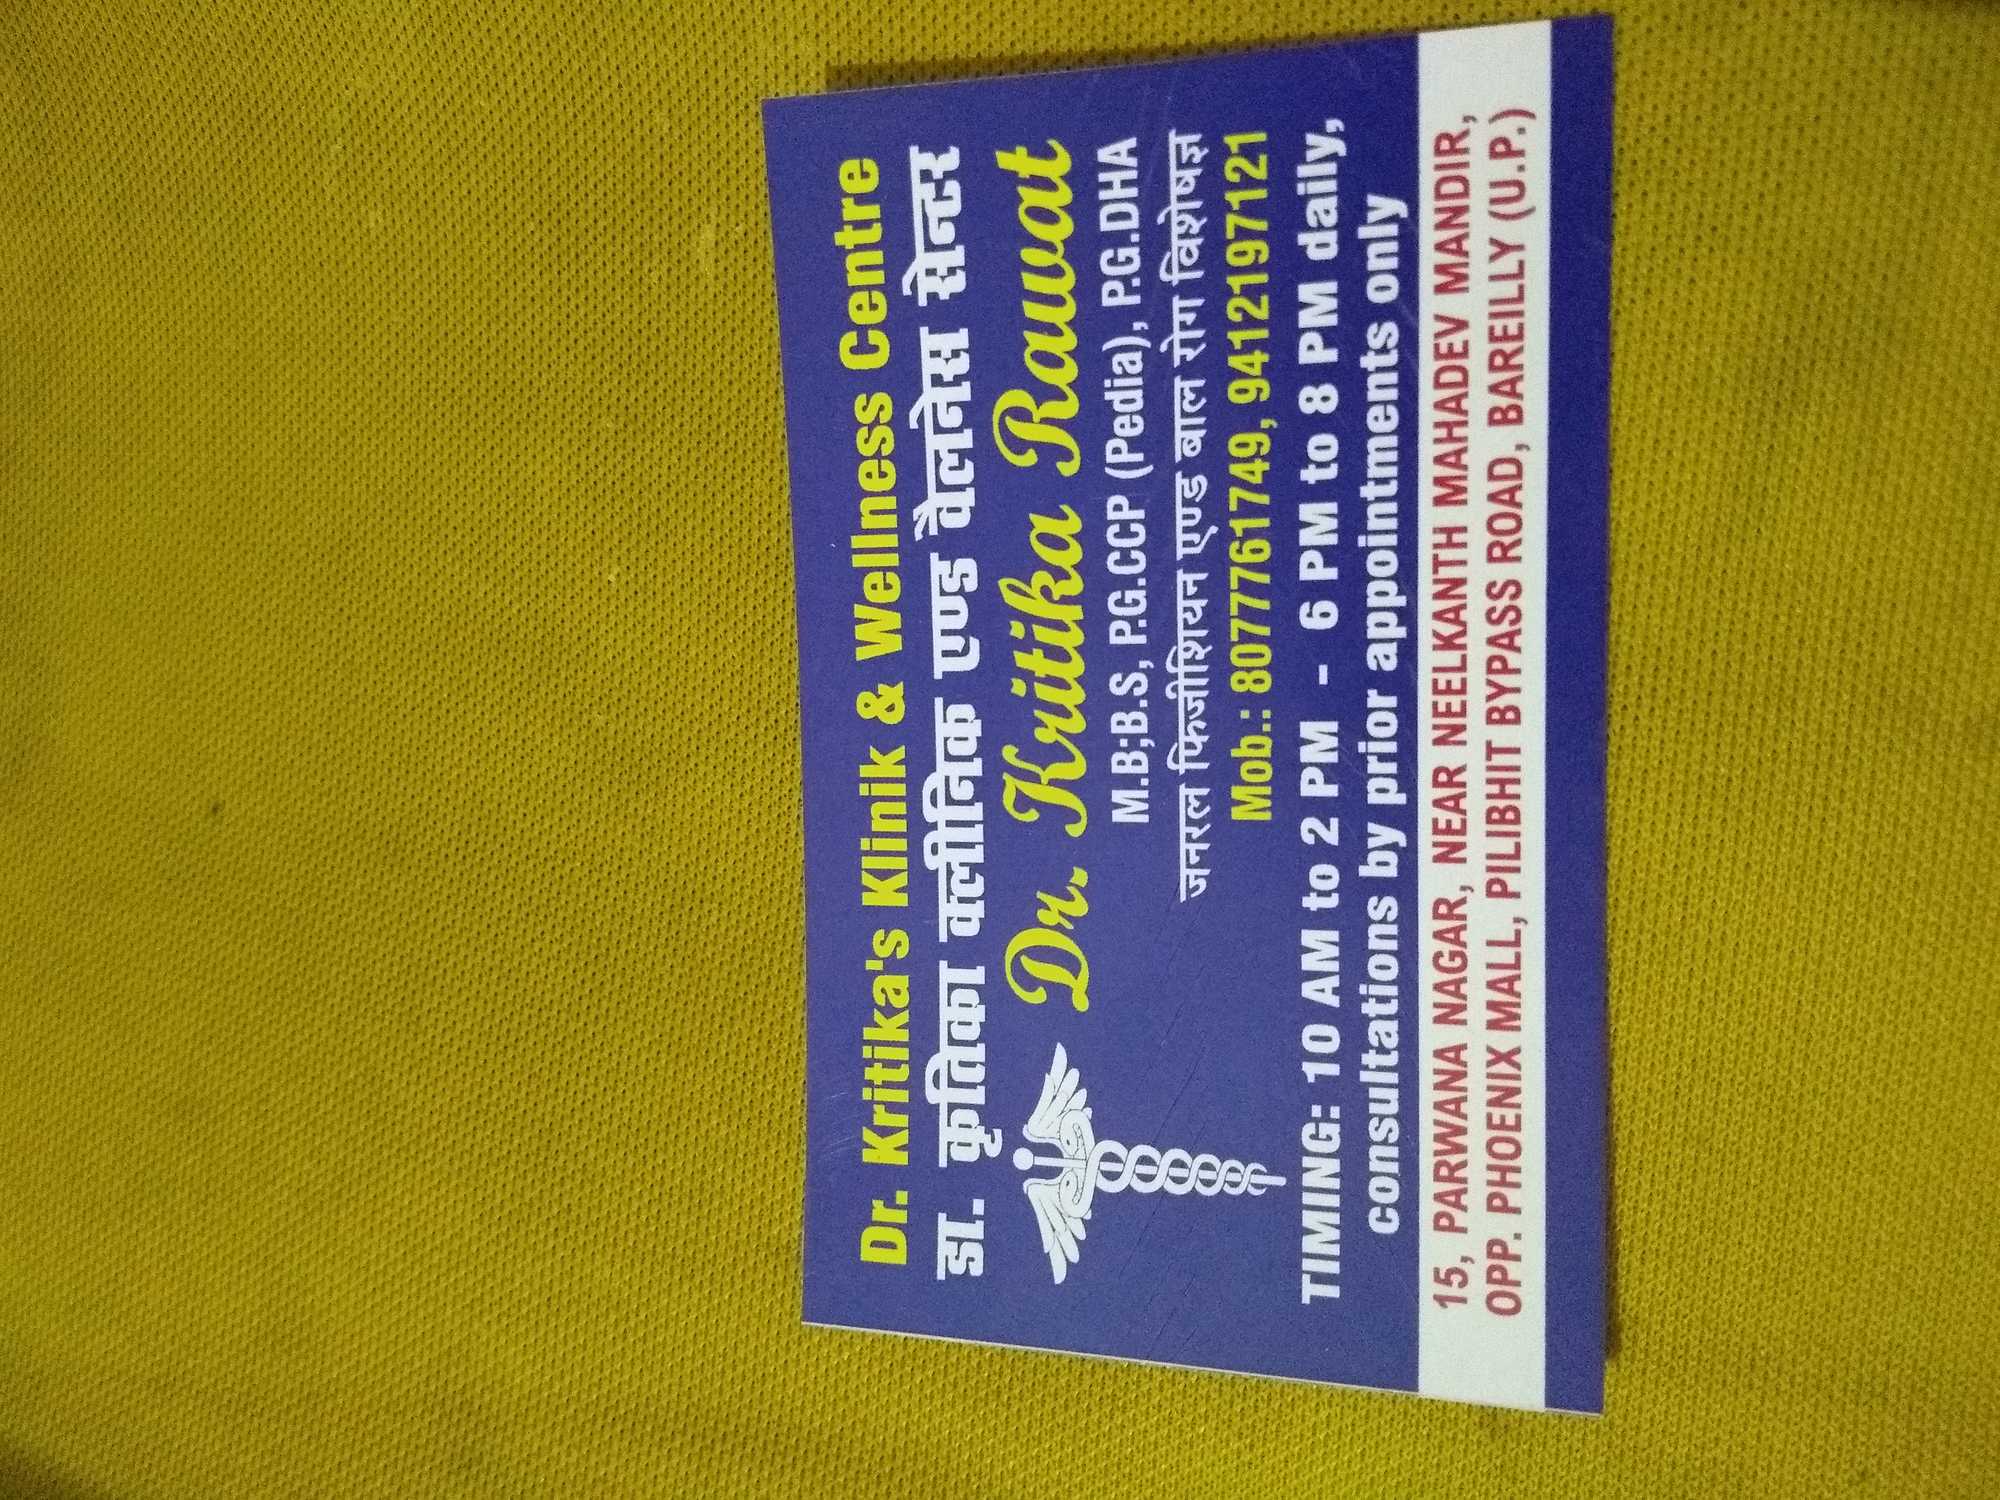 Dr. Kritika's Klinik & Wellness Centre
डा. कृतिका क्लीनिक एण्ड वैलनेस सेन्टर
Dr. Kritika Rawat
M.B;B.S, P.G.CCP (Pedia), P.G.DHA
जनरल फिजीशियन एण्ड बाल रोग विशेषज्ञ
Mob.: 8077761749, 9412197121
TIMING: 10 AM to 2 PM - 6 PM to 8 PM daily,
consultations by prior appointments only
15, PARWANA NAGAR, NEAR NEELKANTH MAHADEV MANDIR,
OPP. PHOENIX MALL, PILIBHIT BYPASS ROAD, BAREILLY (U.P.)